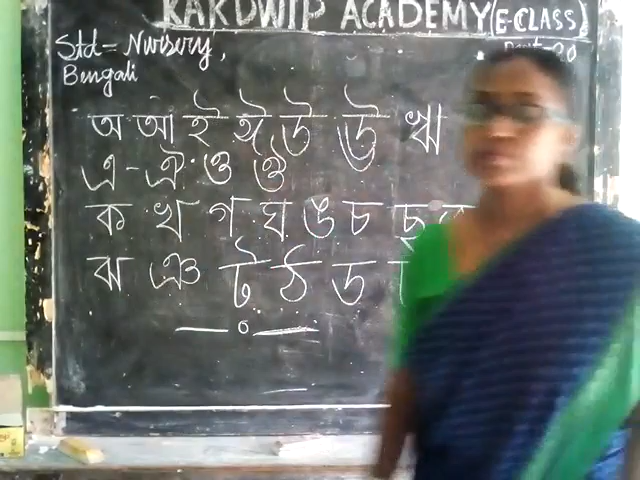 KAKDWIP ACADEMY (E-CLASS)
Std = Nursery,
Bengali
অ আ ই ঈ উ ঊ ঋ
এ - ঐ ও ঔ
ক খ গ ঘ ঙ চ ছ
ঝ ঞ ট ঠ ড